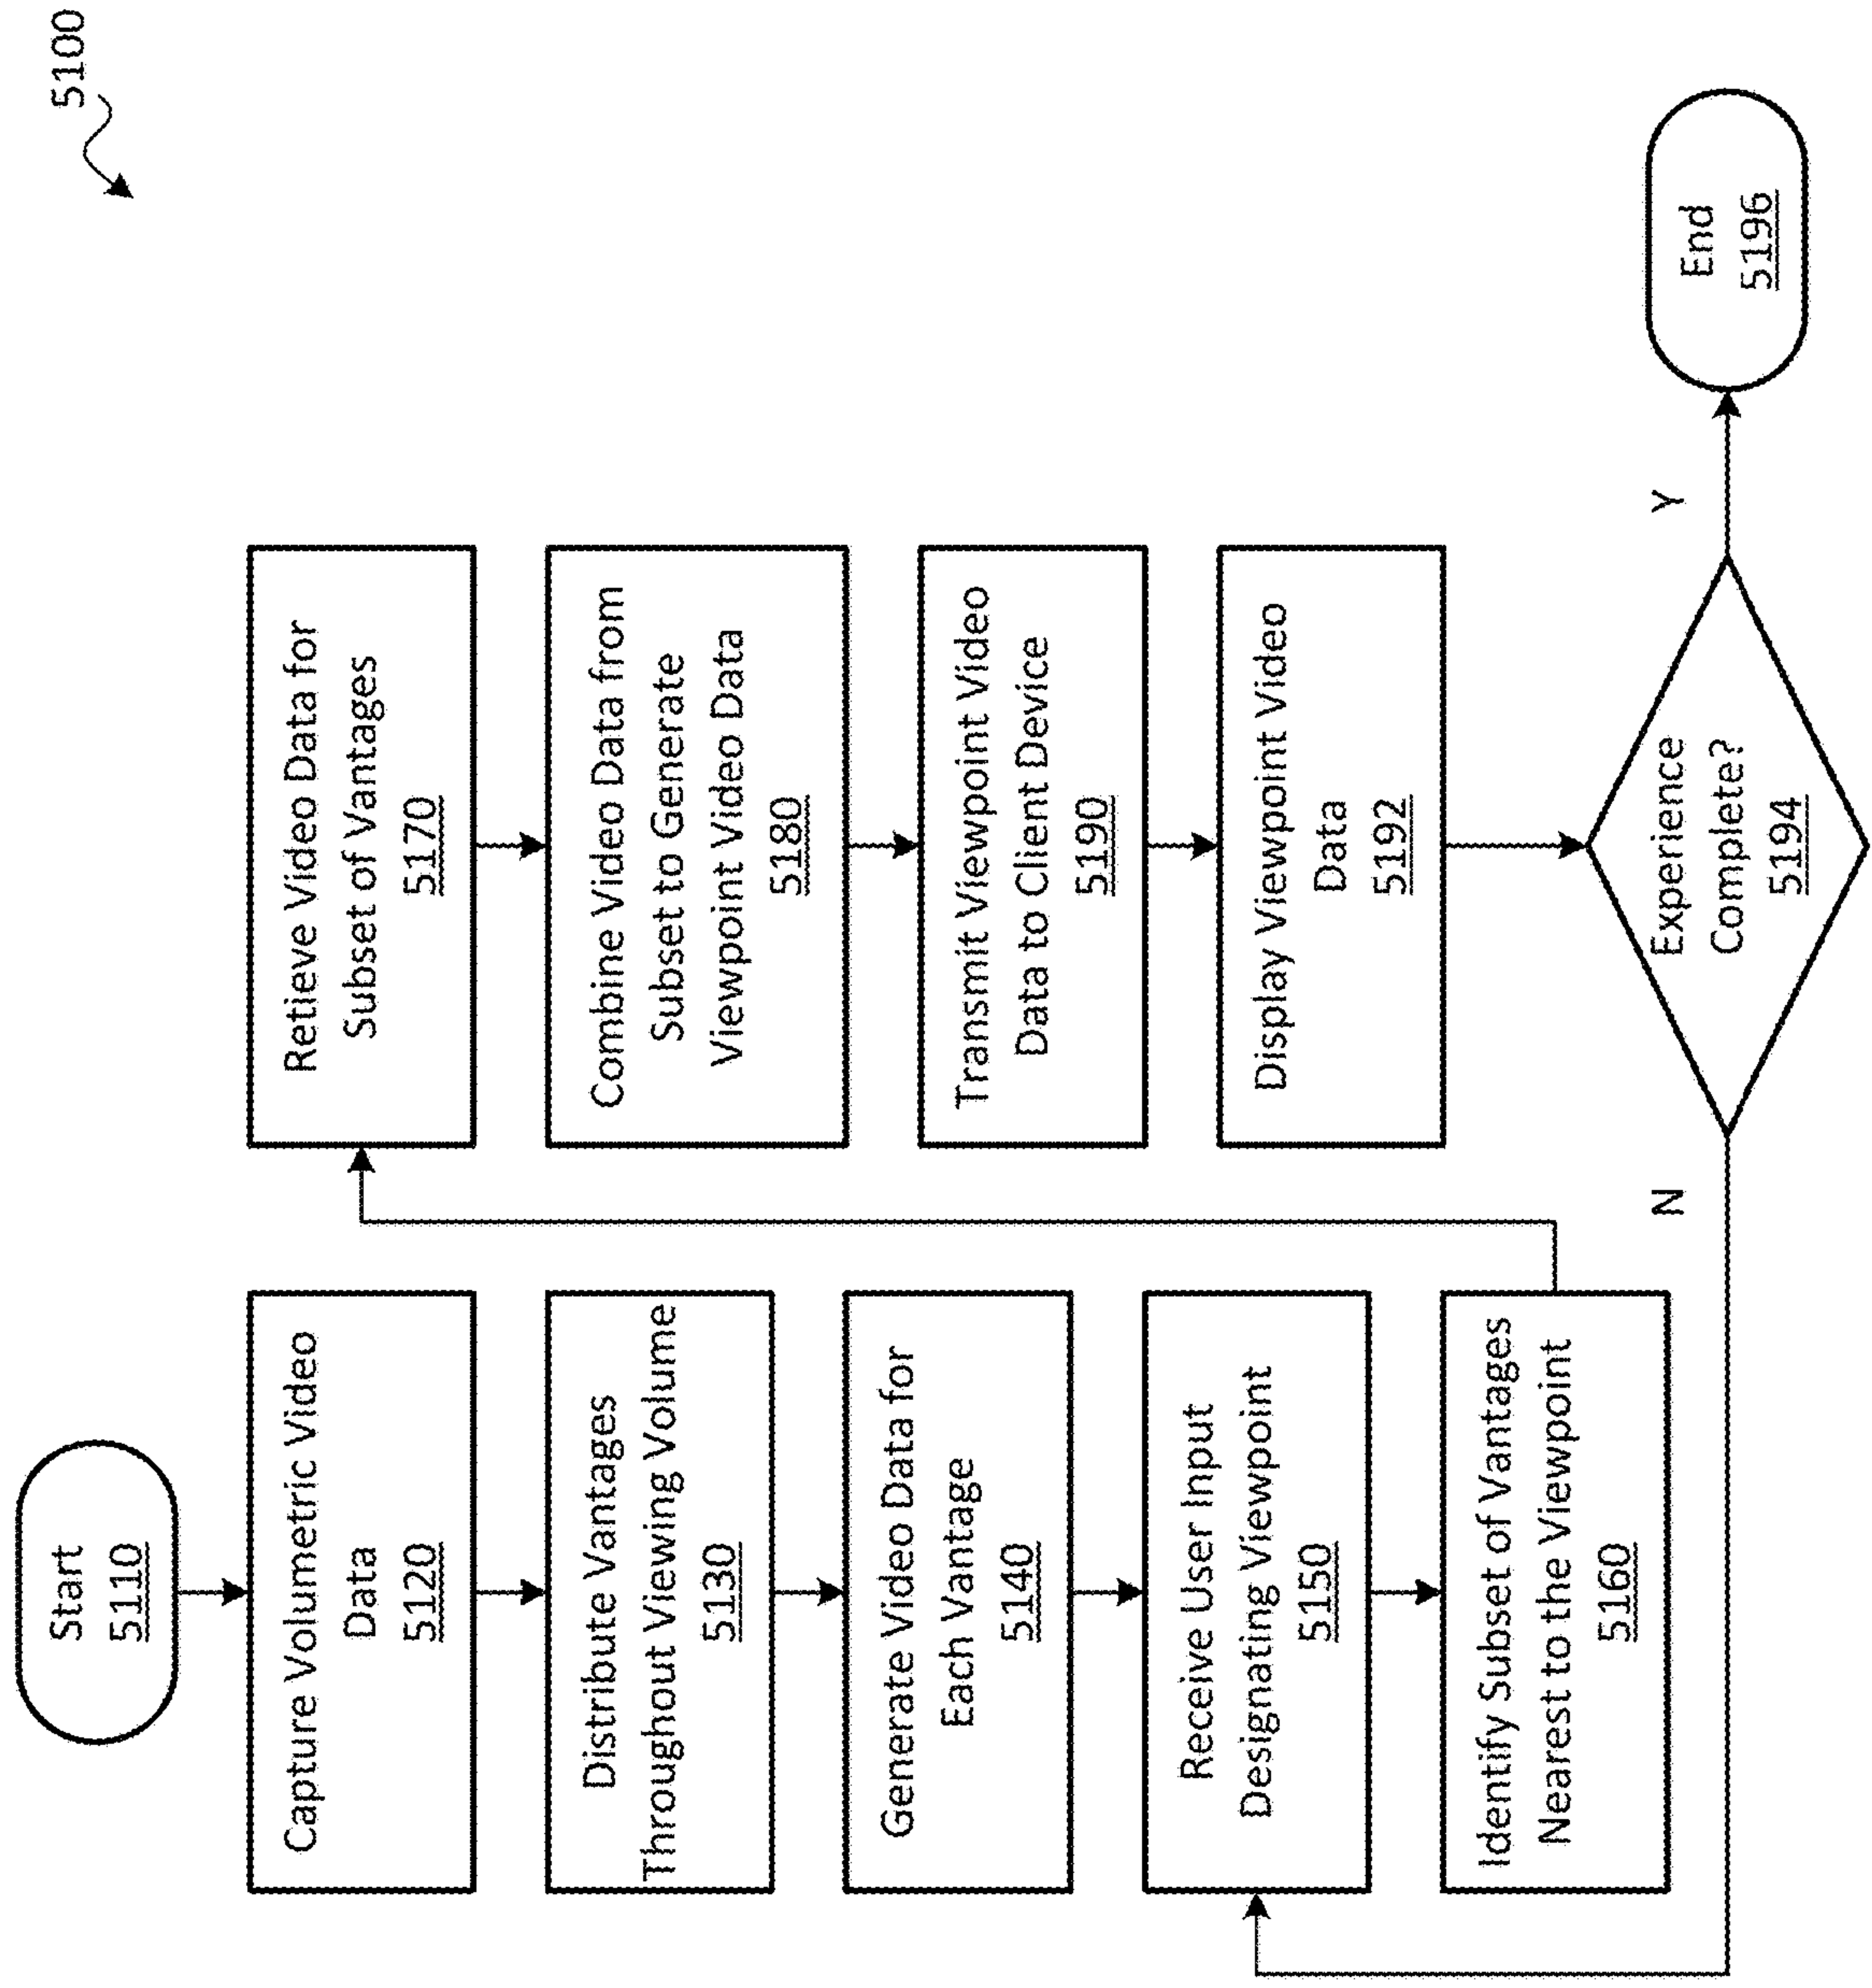 5100
Start
5110
Capture Volumetric Video
Data
5120
Distribute Vantages
Throughout Viewing Volume
5130
Generate Video Data for
Each Vantage
5140
Receive User Input
Designating Viewpoint
5150
Identify Subset of Vantages
Nearest to the Viewpoint
5160
Retieve Video Data for
Subset of Vantages
5170
Combine Video Data from
Subset to Generate
Viewpoint Video Data
5180
Transmit Viewpoint Video
Data to Client Device
5190
Display Viewpoint Video
Data
5192
Experience
Complete?
5194
N
Y
End
5196